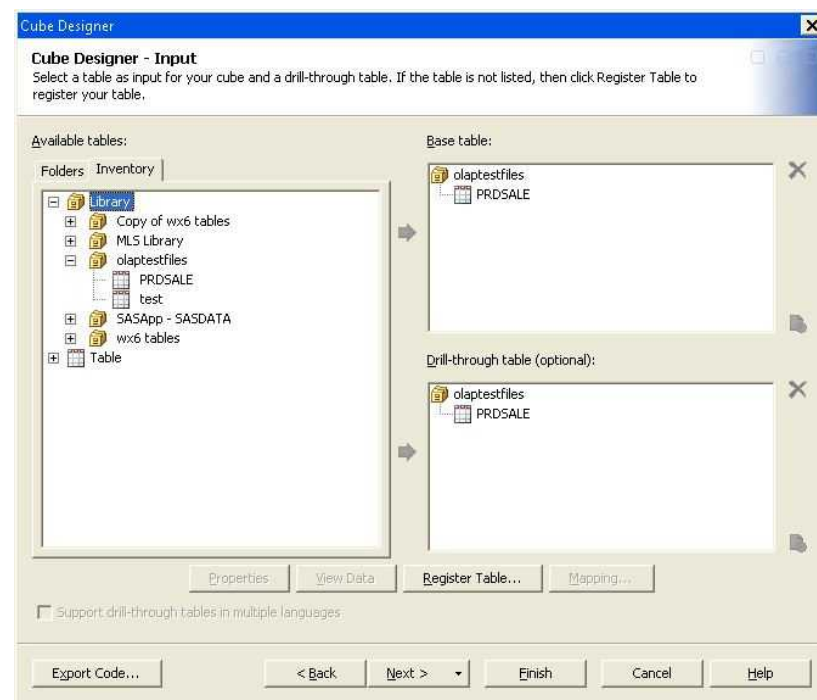 Cube Designer
Cube Designer - Input
Select a table as input for your cube and a drill-through table. If the table is not listed, then click Register Table to
register your table.
Available tables:
Folders Inventory
Library
Copy of wx6 tables
MLS Library
olaptestfiles
PRDSALE
test
SASApp - SASDATA
wx6 tables
Table
Base table:
olaptestfiles
PRDSALE
Drill-through table (optional):
olaptestfiles
PRDSALE
Properties View Data Register Table... Mapping...
Support drill-through tables in multiple languages
Export Code... < Back Next > Finish Cancel Help